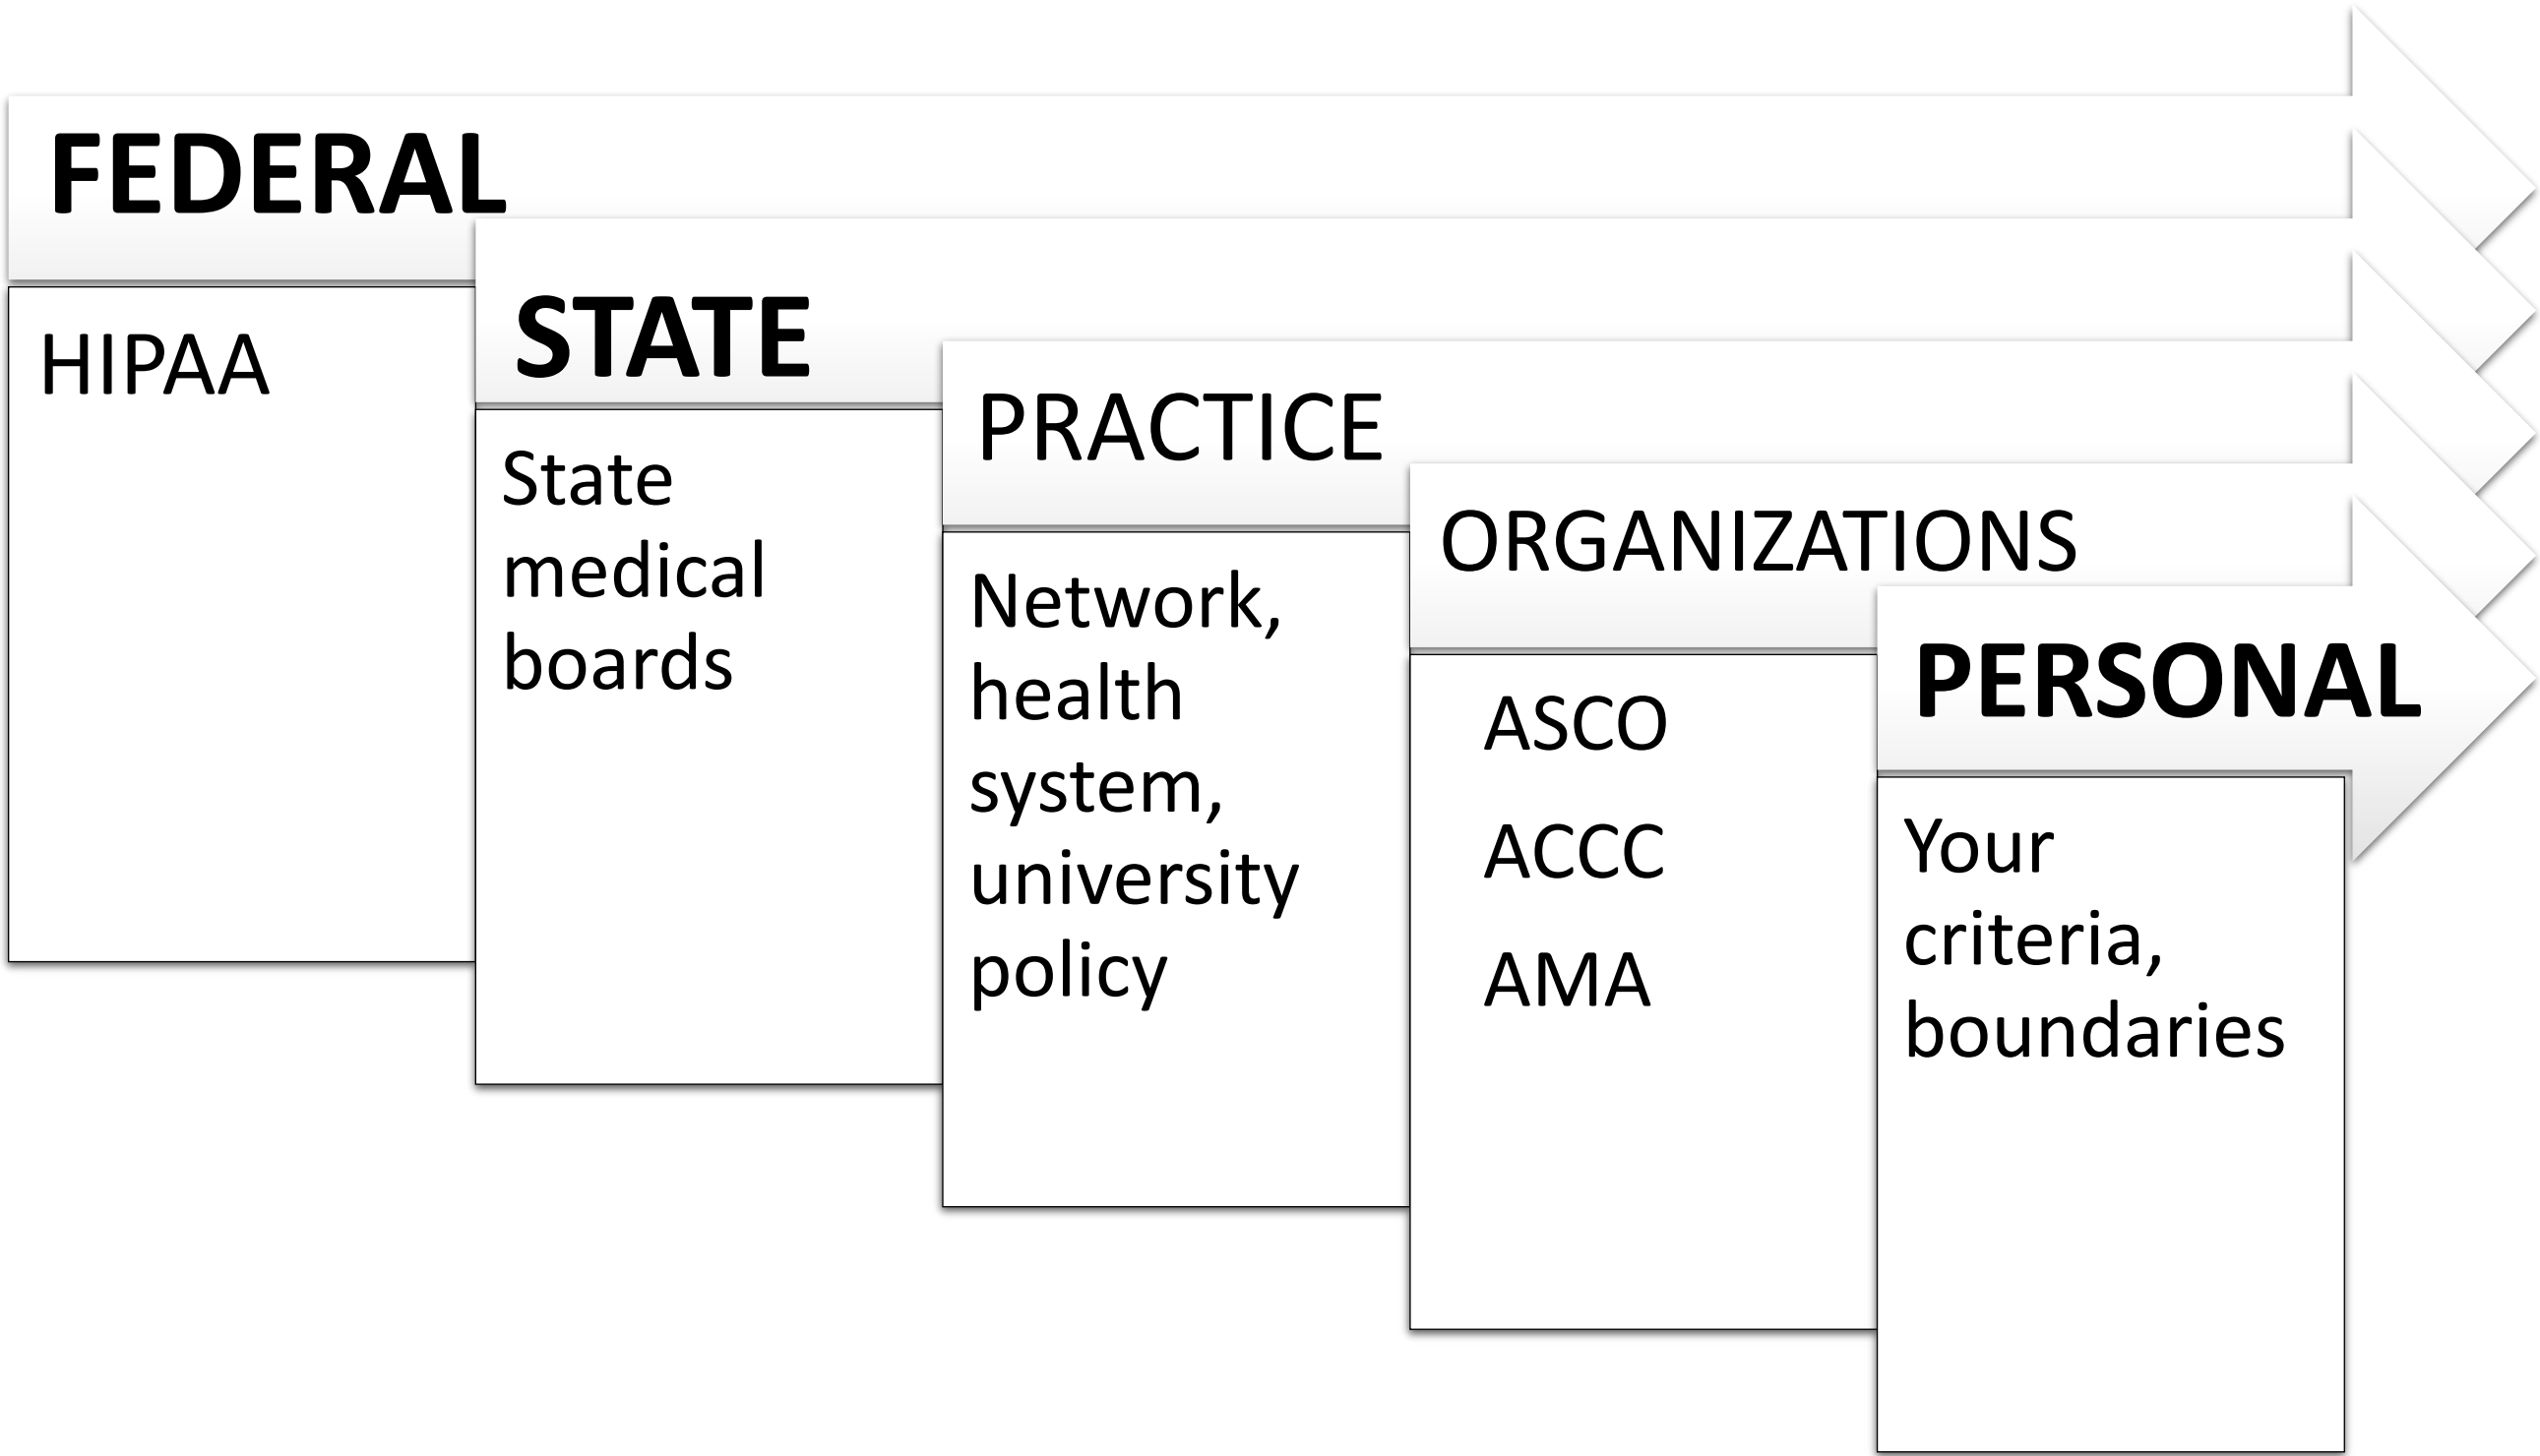 FEDERAL
HIPAA
STATE
State
medical
boards
PRACTICE
Network,
health
system,
university
policy
ORGANIZATIONS
ASCO
ACCC
AMA
PERSONAL
Your
criteria,
boundaries